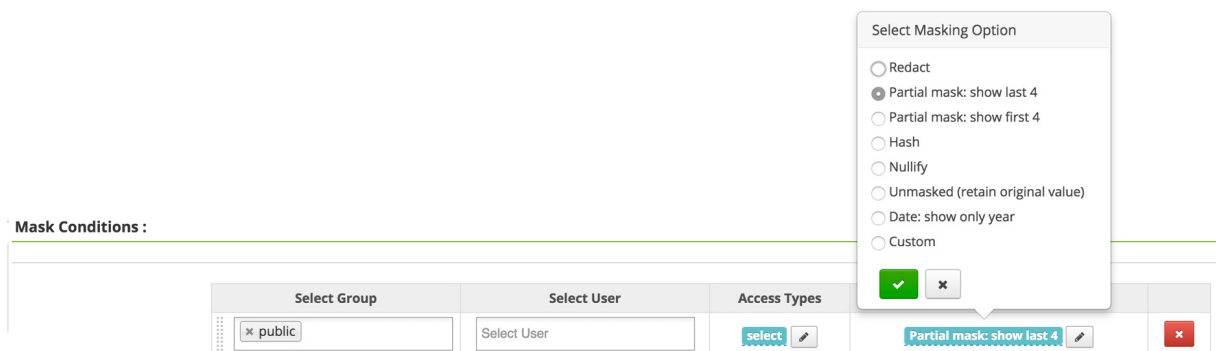 Select Masking Option
Redact
Partial mask: show last 4
Partial mask: show first 4
Hash
Nullify
Unmasked (retain original value)
Date: show only year
Custom
Mask Conditions :
Select Group Select User Access Types
× public Select User select Partial mask: show last 4